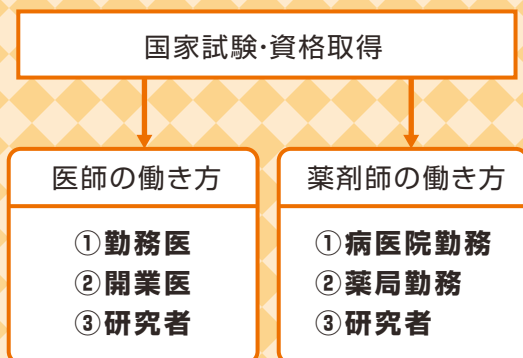 国家試験・資格取得
医師の働き方
①勤務医
②開業医
③研究者
薬剤師の働き方
①病医院勤務
②薬局勤務
③研究者